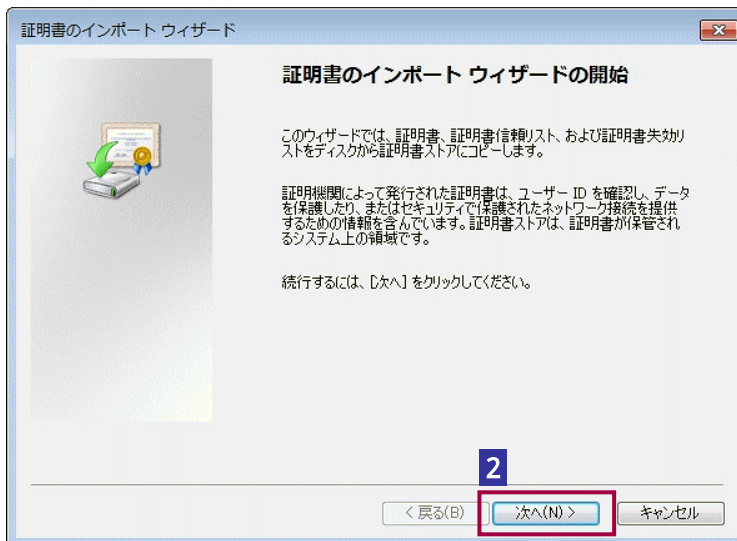 証明書のインポート ウィザード
証明書のインポート ウィザードの開始
このウィザードでは、証明書、証明書信頼リスト、および証明書失効リ
ストをディスクから証明書ストアにコピーします。
証明機関によって発行された証明書は、ユーザー ID を確認し、データ
を保護したり、またはセキュリティで保護されたネットワーク接続を提供
するための情報を含んでいます。証明書ストアは、証明書が保管され
るシステム上の領域です。
続行するには、[次へ] をクリックしてください。
2
< 戻る(B)
次へ(N) >
キャンセル